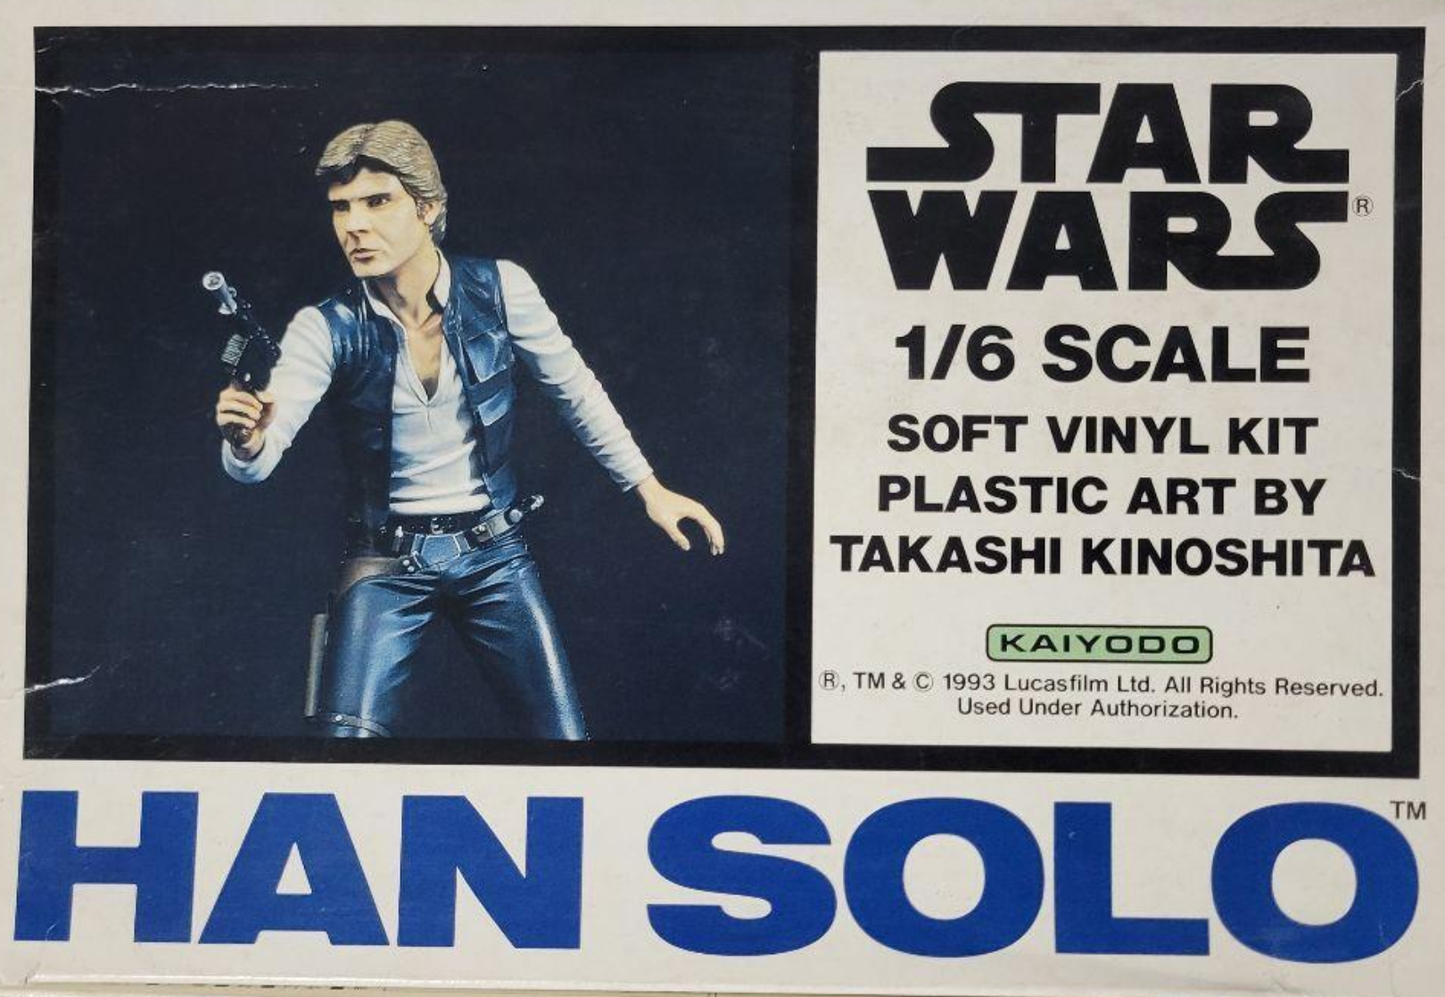 STAR
WARS®
1/6 SCALE
SOFT VINYL KIT
PLASTIC ART BY
TAKASHI KINOSHITA
KAIYODO
®, TM & © 1993 Lucasfilm Ltd. All Rights Reserved.
Used Under Authorization.
HAN SOLO™